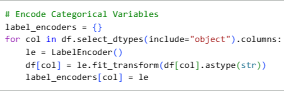 # Encode Categorical Variables
label_encoders = {}
for col in df.select_dtypes(include="object").columns:
    le = LabelEncoder()
    df[col] = le.fit_transform(df[col].astype(str))
    label_encoders[col] = le